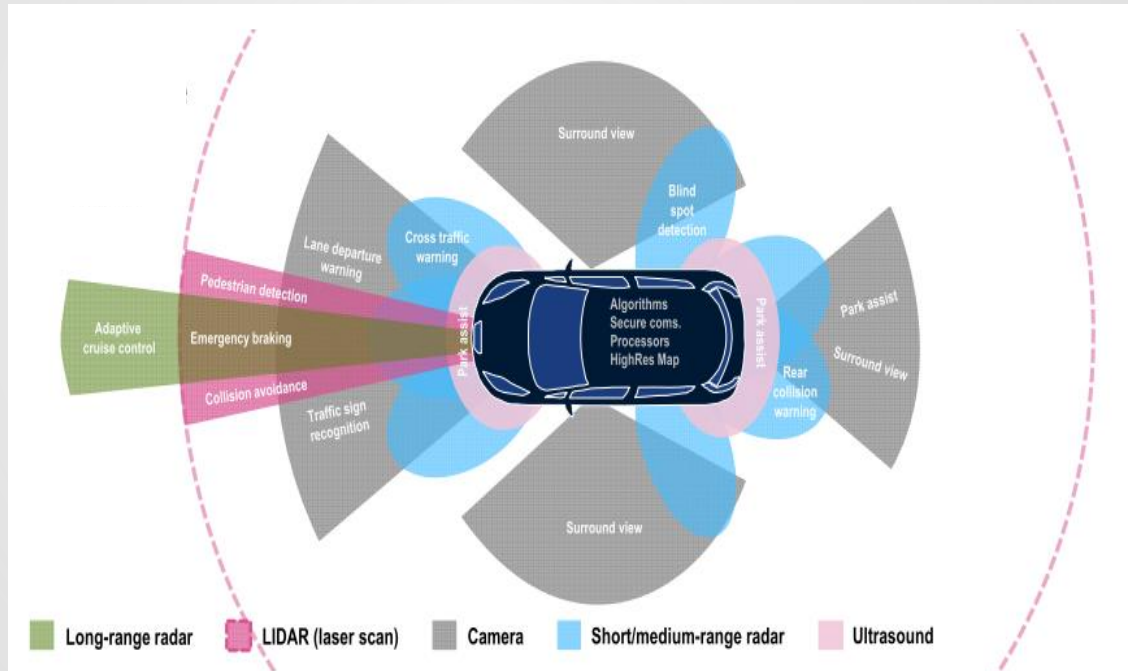 Surround view
Blind
spot
detection
Cross traffic
warning
Lane departure
warning
Pedestrian detection
Adaptive
cruise control
Emergency braking
Collision avoidance
Traffic sign
recognition
Park assist
Algorithms
Secure coms.
Processors
HighRes Map
Park assist
Park assist
Surround view
Rear
collision
warning
Surround view
Long-range radar
LIDAR (laser scan)
Camera
Short/medium-range radar
Ultrasound